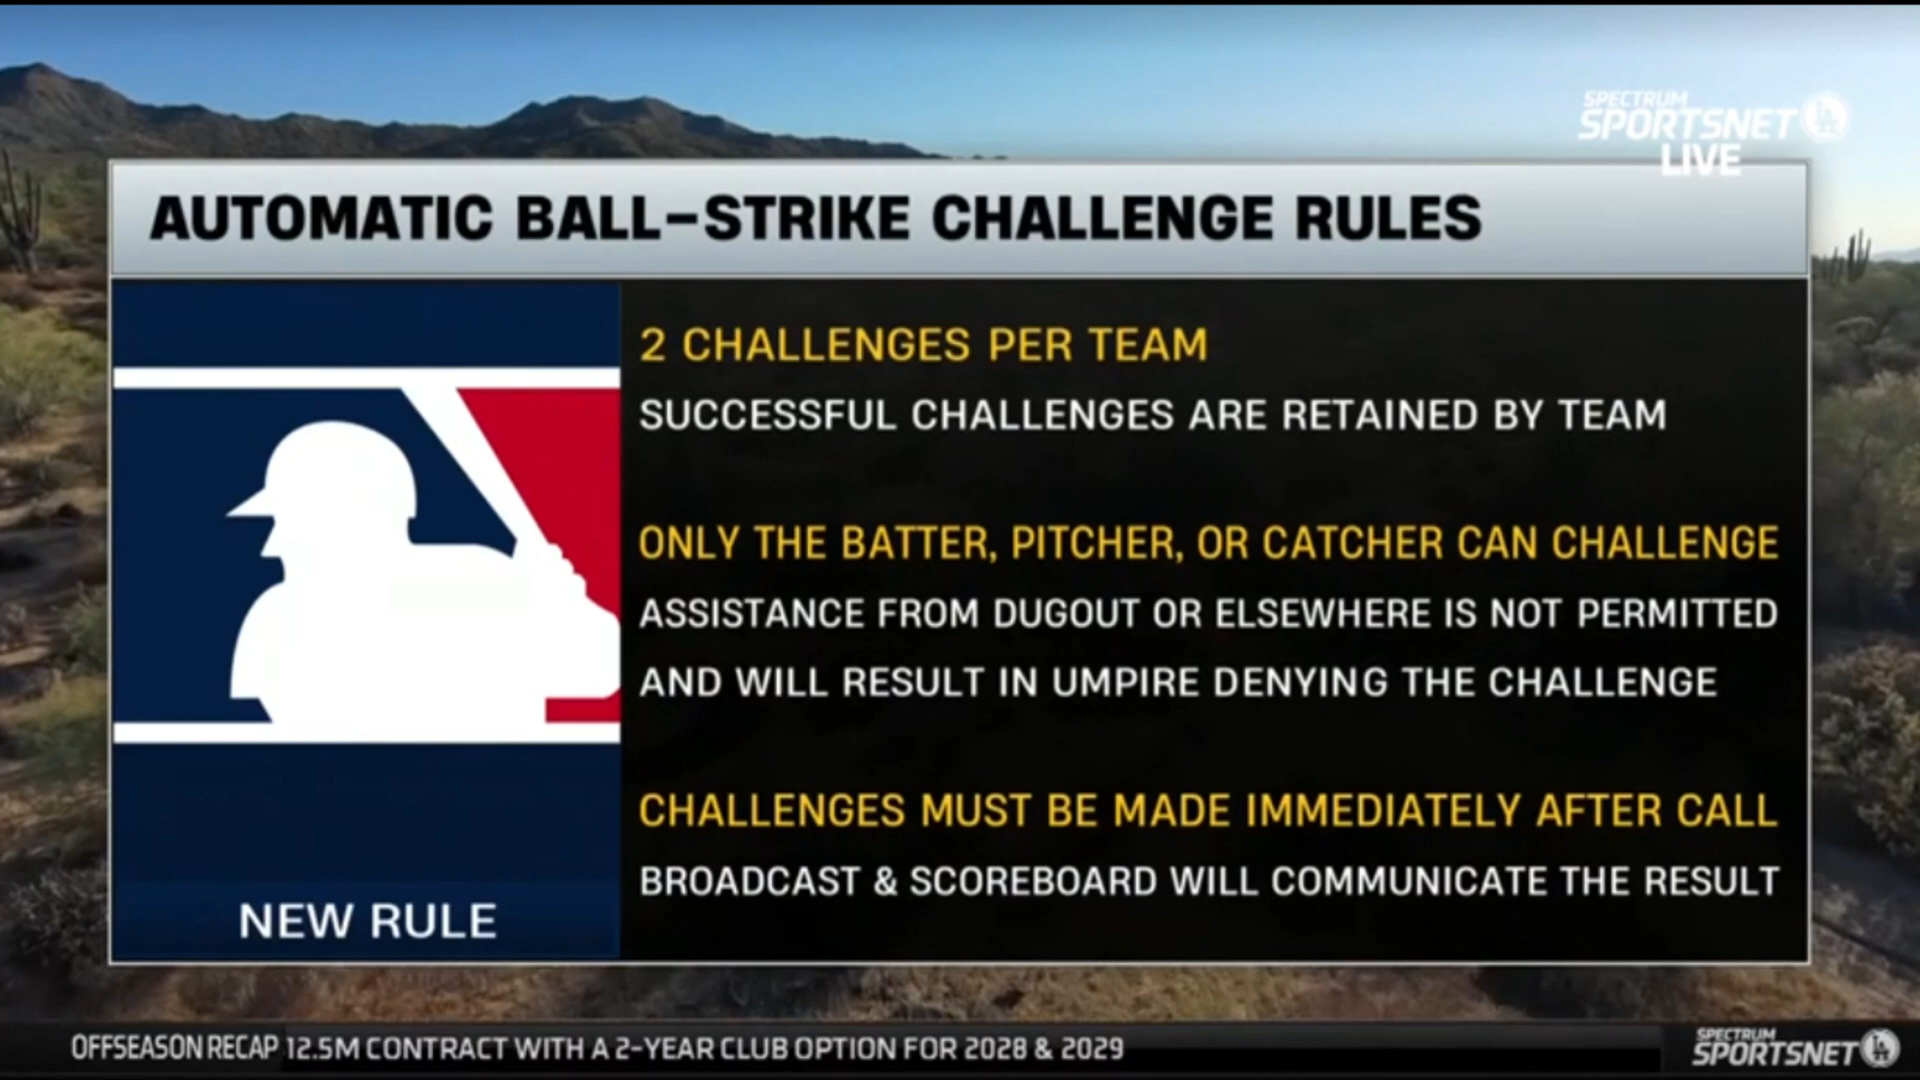 SPECTRUM
SPORTSNET LA
LIVE
AUTOMATIC BALL-STRIKE CHALLENGE RULES
2 CHALLENGES PER TEAM
SUCCESSFUL CHALLENGES ARE RETAINED BY TEAM
ONLY THE BATTER, PITCHER, OR CATCHER CAN CHALLENGE
ASSISTANCE FROM DUGOUT OR ELSEWHERE IS NOT PERMITTED
AND WILL RESULT IN UMPIRE DENYING THE CHALLENGE
CHALLENGES MUST BE MADE IMMEDIATELY AFTER CALL
BROADCAST & SCOREBOARD WILL COMMUNICATE THE RESULT
NEW RULE
OFFSEASON RECAP 12.5M CONTRACT WITH A 2-YEAR CLUB OPTION FOR 2028 & 2029
SPECTRUM
SPORTSNET LA